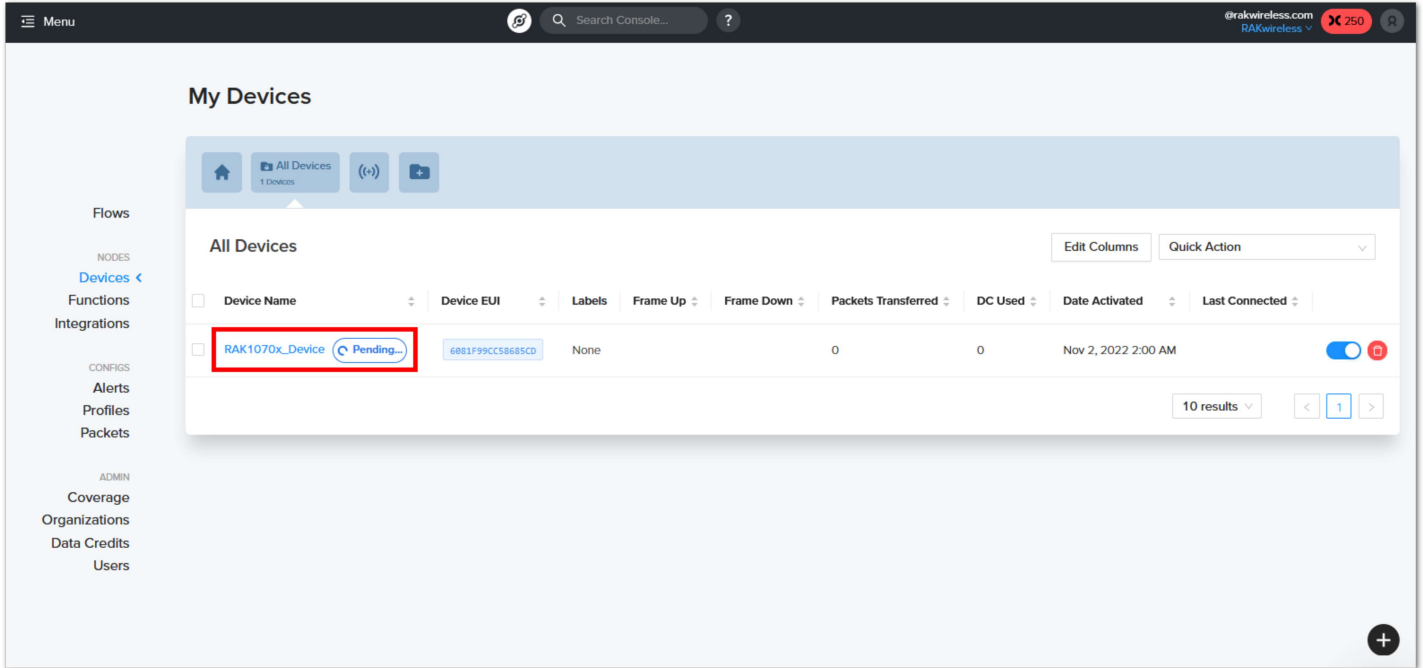 Menu
Search Console...
?
@rakwireless.com
RAKwireless
250
My Devices
All Devices
1 Devices
Flows
NODES
Devices
Functions
Integrations
CONFIGS
Alerts
Profiles
Packets
ADMIN
Coverage
Organizations
Data Credits
Users
All Devices
Edit Columns
Quick Action
Device Name Device EUI Labels Frame Up Frame Down Packets Transferred DC Used Date Activated Last Connected
RAK1070x_Device Pending... 6081F99CC58685CD None 0 0 Nov 2, 2022 2:00 AM
10 results < 1 >